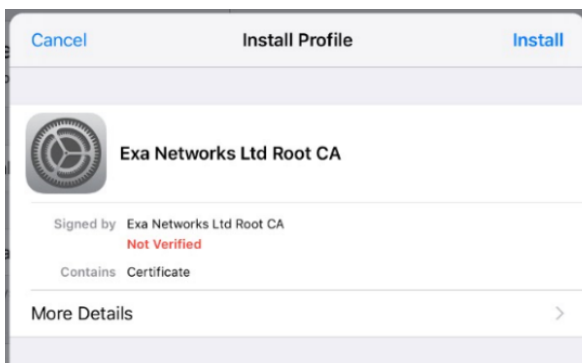 Cancel Install Profile Install
Exa Networks Ltd Root CA
Signed by Exa Networks Ltd Root CA
Not Verified
Contains Certificate
More Details